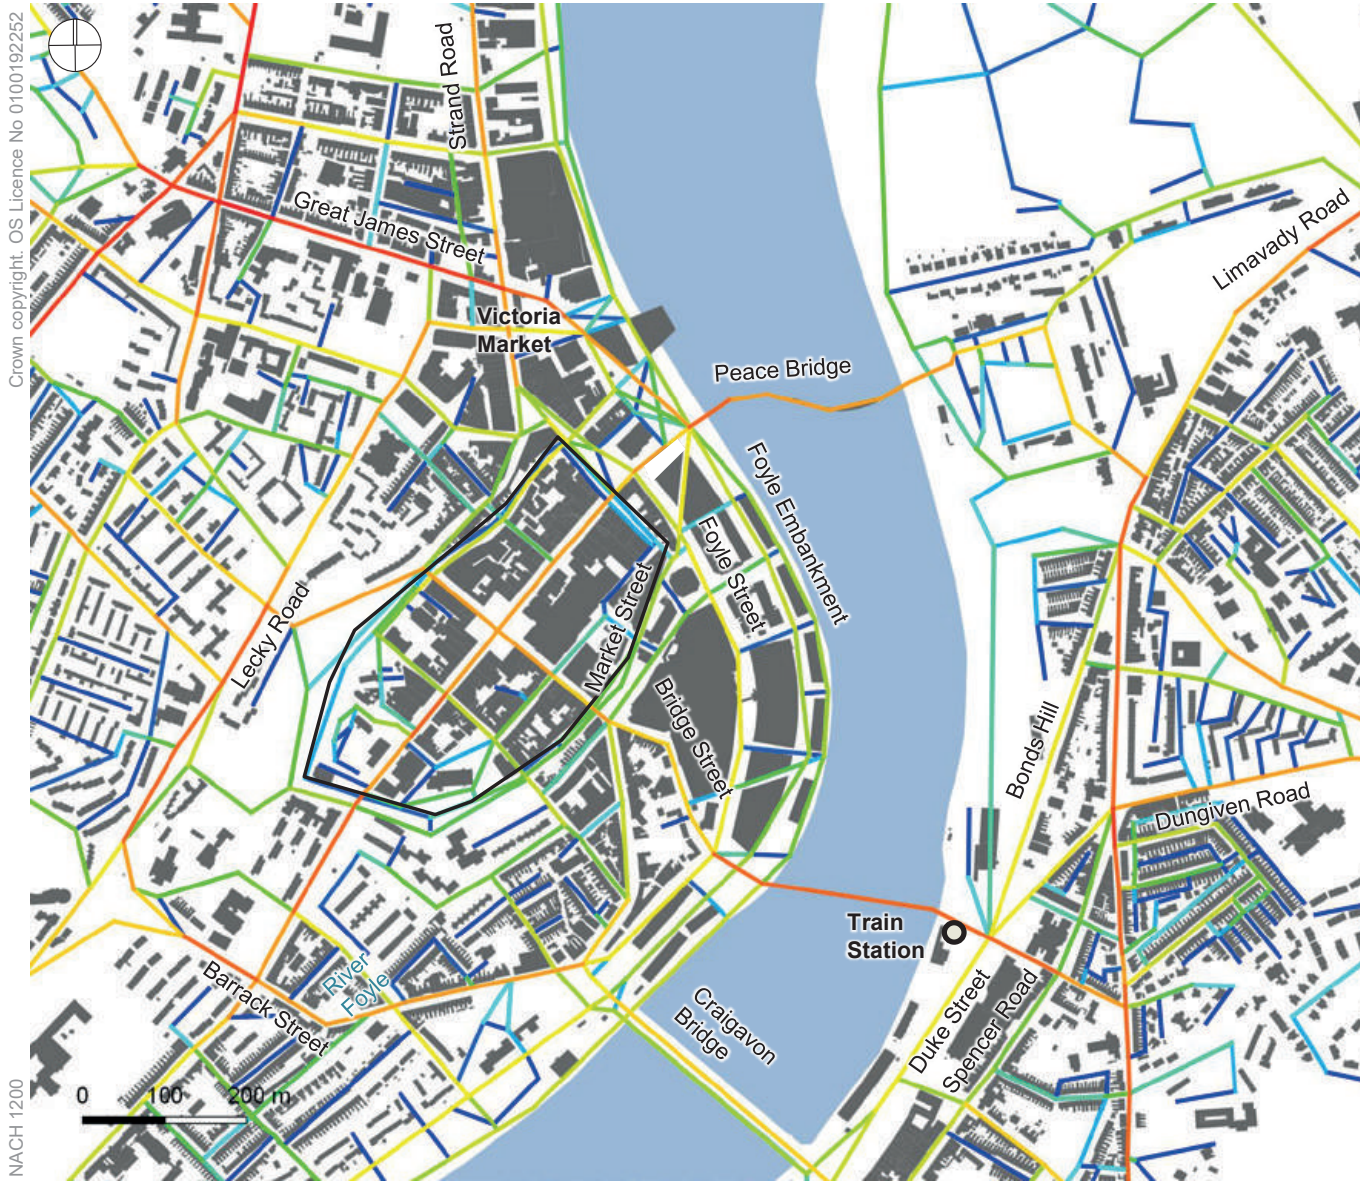 Crown copyright. OS Licence No 0100192252
Strand Road
Great James Street
Limavady Road
Victoria
Market
Peace Bridge
Foyle Embankment
Foyle Street
Market Street
Lecky Road
Bridge Street
Bonds Hill
Dungiven Road
Train
Station
Barrack Street
River
Foyle
Craigavon
Bridge
Duke Street
Spencer Road
0 100 200 m
NACH 1200